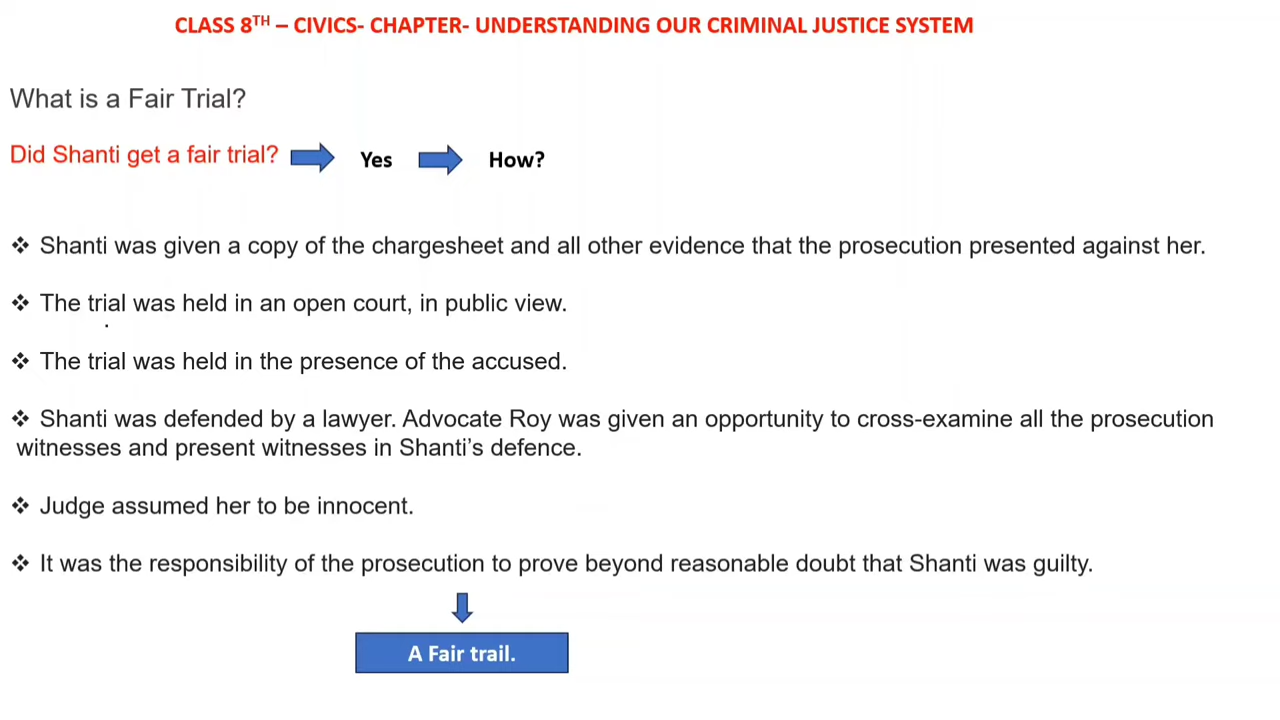 CLASS 8TH – CIVICS- CHAPTER- UNDERSTANDING OUR CRIMINAL JUSTICE SYSTEM
What is a Fair Trial?
Did Shanti get a fair trial? Yes How?
❖ Shanti was given a copy of the chargesheet and all other evidence that the prosecution presented against her.
❖ The trial was held in an open court, in public view.
❖ The trial was held in the presence of the accused.
❖ Shanti was defended by a lawyer. Advocate Roy was given an opportunity to cross-examine all the prosecution
witnesses and present witnesses in Shanti’s defence.
❖ Judge assumed her to be innocent.
❖ It was the responsibility of the prosecution to prove beyond reasonable doubt that Shanti was guilty.
A Fair trail.